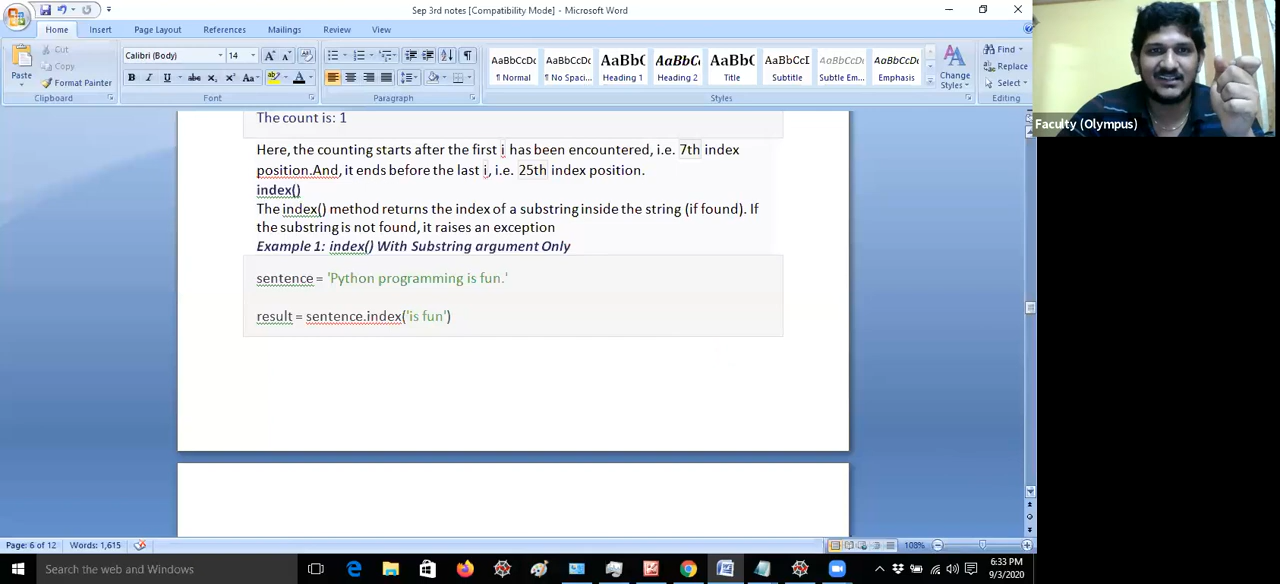 Sep 3rd notes [Compatibility Mode] - Microsoft Word
Home Insert Page Layout References Mailings Review View
Paste
Cut
Copy
Format Painter
Calibri (Body) 14
AaBbCcDc AaBbCcDc AaBbC AaBbCc AaBbC AaBbCcI AaBbCcDc AaBbCcDc
¶ Normal ¶ No Spaci... Heading 1 Heading 2 Title Subtitle Subtle Em... Emphasis
Change
Styles
Find
Replace
Select
Clipboard Font Paragraph Styles Editing
Faculty (Olympus)
The count is: 1
Here, the counting starts after the first i has been encountered, i.e. 7th index
position.And, it ends before the last i, i.e. 25th index position.
index()
The index() method returns the index of a substring inside the string (if found). If
the substring is not found, it raises an exception
Example 1: index() With Substring argument Only
sentence = 'Python programming is fun.'
result = sentence.index('is fun')
Page: 6 of 12 Words: 1,615 108%
Search the web and Windows
6:33 PM
9/3/2020